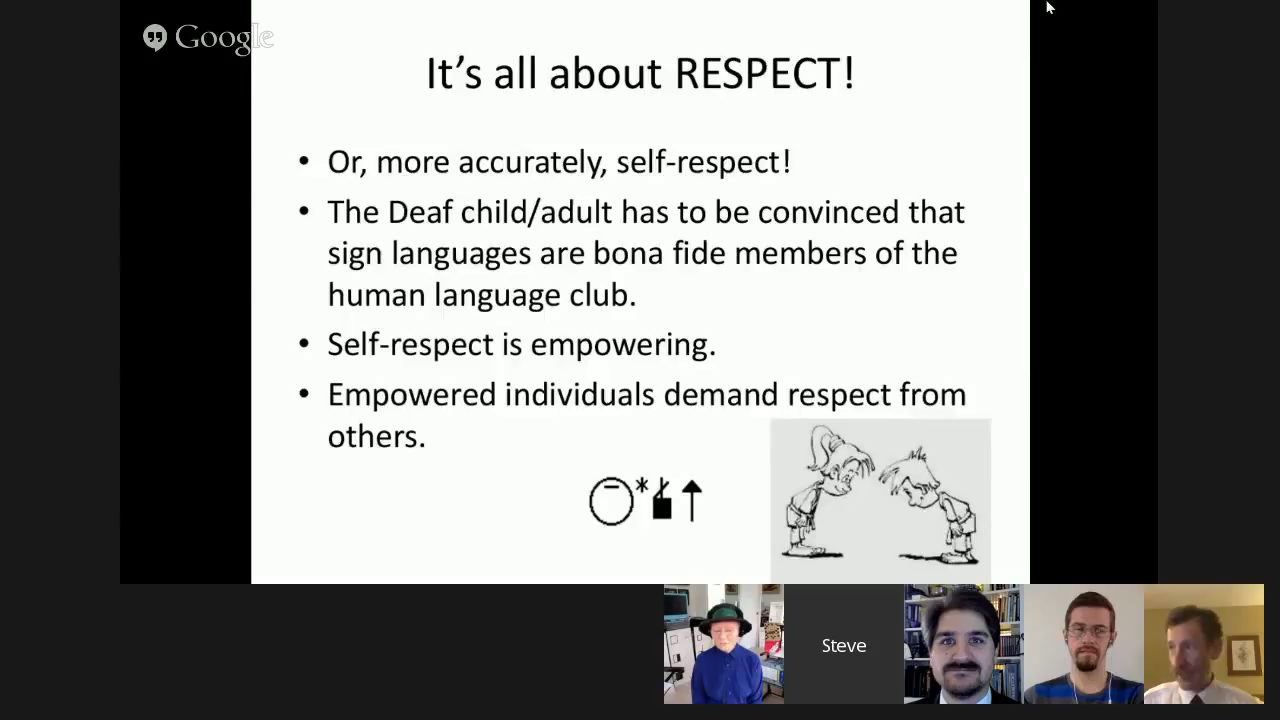 Google
It's all about RESPECT!
• Or, more accurately, self-respect!
• The Deaf child/adult has to be convinced that
sign languages are bona fide members of the
human language club.
• Self-respect is empowering.
• Empowered individuals demand respect from
others.
Steve